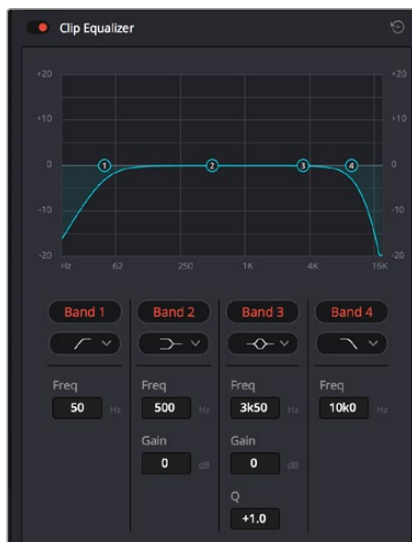 Clip Equalizer
+20 +20
+10 +10
0 1 2 3 4 0
-10 -10
-20 -20
Hz 62 250 1K 4K 16K
Band 1 Band 2 Band 3 Band 4
Freq Freq Freq Freq
50 Hz 500 Hz 3k50 Hz 10k0 Hz
Gain Gain
0 dB 0 dB
Q
+1.0